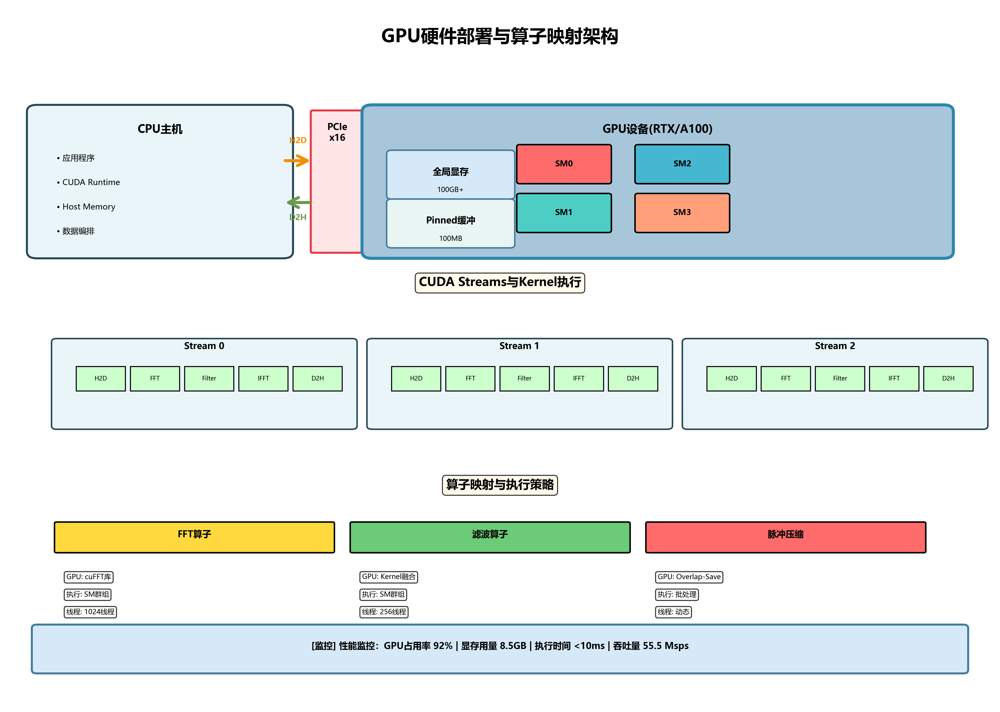 GPU硬件部署与算子映射架构
CPU主机
• 应用程序
• CUDA Runtime
• Host Memory
• 数据编排
H2D
D2H
PCIe
x16
GPU设备(RTX/A100)
全局显存
100GB+
Pinned缓冲
100MB
SM0
SM2
SM1
SM3
CUDA Streams与Kernel执行
Stream 0
H2D
FFT
Filter
IFFT
D2H
Stream 1
H2D
FFT
Filter
IFFT
D2H
Stream 2
H2D
FFT
Filter
IFFT
D2H
算子映射与执行策略
FFT算子
GPU: cuFFT库
执行: SM群组
线程: 1024线程
滤波算子
GPU: Kernel融合
执行: SM群组
线程: 256线程
脉冲压缩
GPU: Overlap-Save
执行: 批处理
线程: 动态
[监控] 性能监控：GPU占用率 92% | 显存用量 8.5GB | 执行时间 <10ms | 吞吐量 55.5 Msps